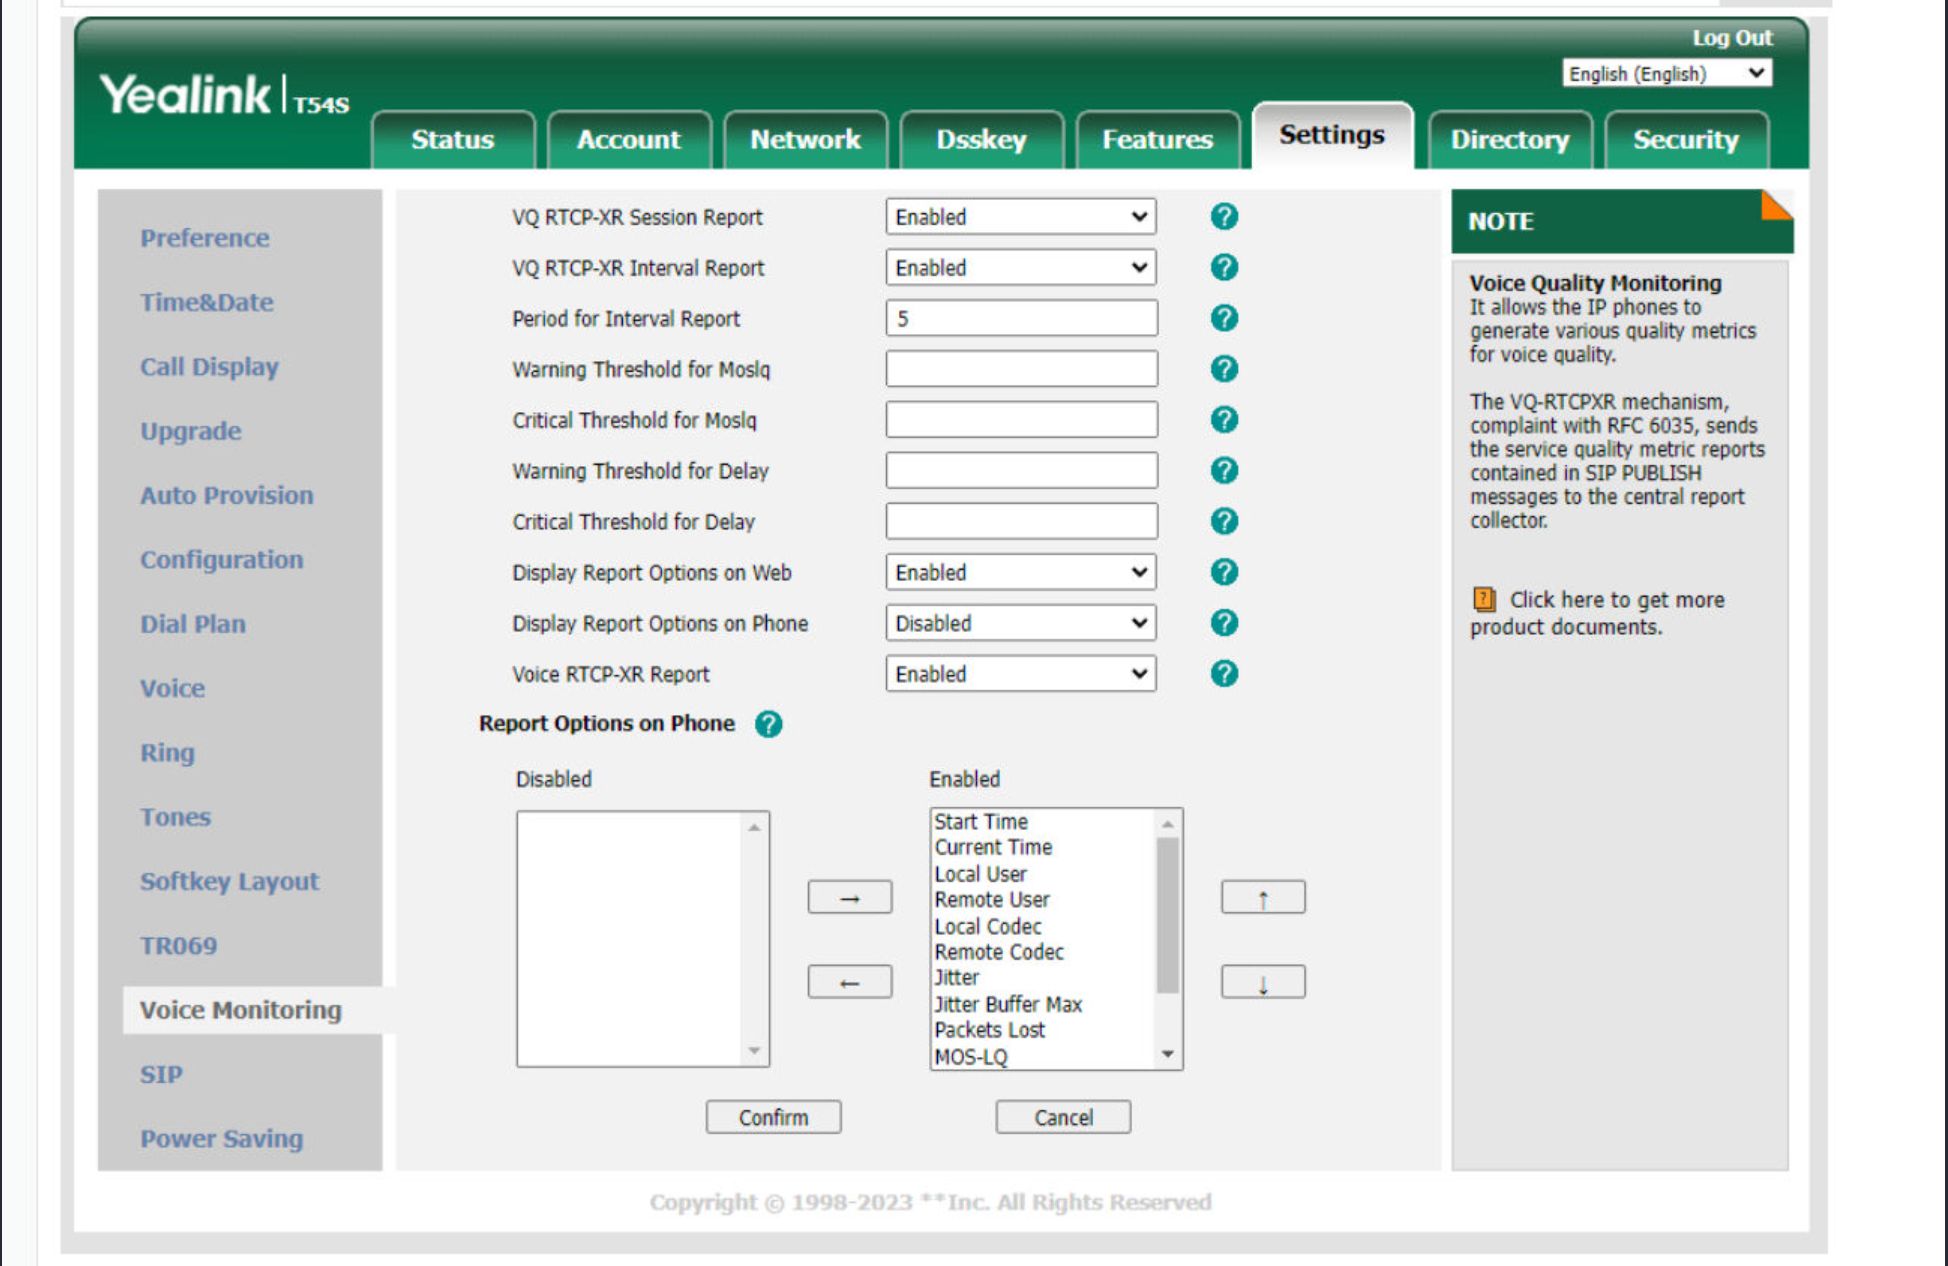 Log Out
English (English)
Yealink | T54S
Status Account Network Dsskey Features Settings Directory Security
Preference
Time&Date
Call Display
Upgrade
Auto Provision
Configuration
Dial Plan
Voice
Ring
Tones
Softkey Layout
TR069
Voice Monitoring
SIP
Power Saving
VQ RTCP-XR Session Report Enabled ?
VQ RTCP-XR Interval Report Enabled ?
Period for Interval Report 5 ?
Warning Threshold for Moslq ?
Critical Threshold for Moslq ?
Warning Threshold for Delay ?
Critical Threshold for Delay ?
Display Report Options on Web Enabled ?
Display Report Options on Phone Disabled ?
Voice RTCP-XR Report Enabled ?
Report Options on Phone ?
Disabled Enabled
Start Time
Current Time
Local User
Remote User
Local Codec
Remote Codec
Jitter
Jitter Buffer Max
Packets Lost
MOS-LQ
→
←
↑
↓
Confirm Cancel
NOTE
Voice Quality Monitoring
It allows the IP phones to
generate various quality metrics
for voice quality.
The VQ-RTCPXR mechanism,
complaint with RFC 6035, sends
the service quality metric reports
contained in SIP PUBLISH
messages to the central report
collector.
? Click here to get more
product documents.
Copyright © 1998-2023 **Inc. All Rights Reserved